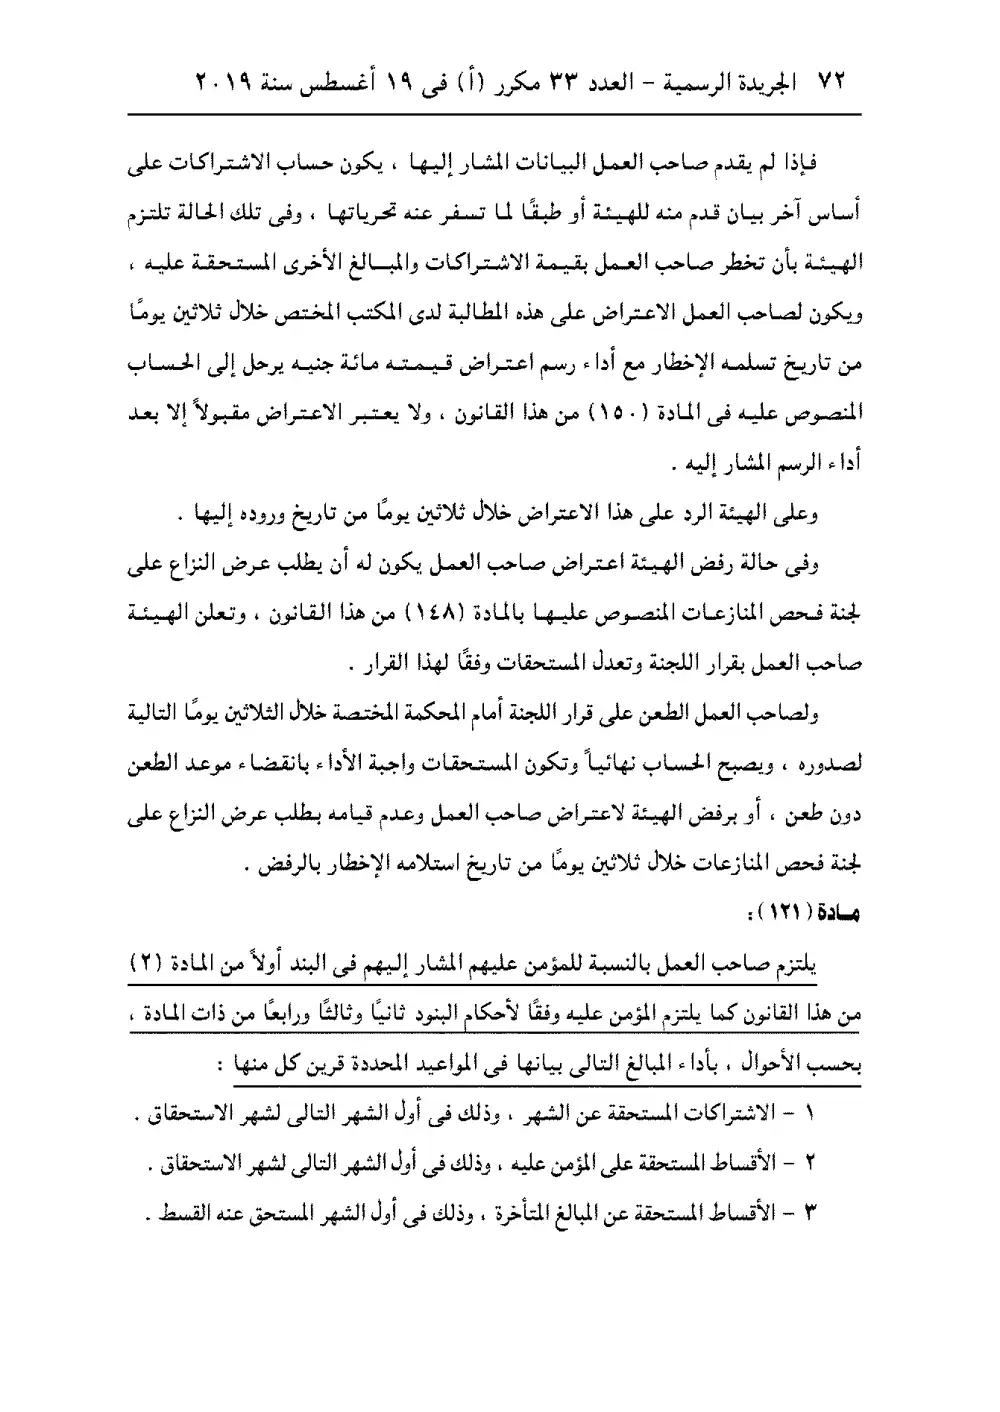 ٧٢ الجريدة الرسمية - العدد ٣٣ مكرر (أ) فى ١٩ أغسطس سنة ٢٠١٩
فإذا لم يقدم صاحب العمل البيانات المشار إليها ، يكون حساب الاشتراكات على
أساس آخر بيان قدم منه للهيئة أو طبقًا لما تسفر عنه تحرياتها ، وفى تلك الحالة تلتزم
الهيئة بأن تخطر صاحب العمل بقيمة الاشتراكات والمبالغ الأخرى المستحقة عليه ،
ويكون لصاحب العمل الاعتراض على هذه المطالبة لدى المكتب المختص خلال ثلاثين يومًا
من تاريخ تسلمه الإخطار مع أداء رسم اعتراض قيمته مائة جنيه يرحل إلى الحساب
المنصوص عليه فى المادة (١٥٠) من هذا القانون ، ولا يعتبر الاعتراض مقبولاً إلا بعد
أداء الرسم المشار إليه .
وعلى الهيئة الرد على هذا الاعتراض خلال ثلاثين يومًا من تاريخ وروده إليها .
وفى حالة رفض الهيئة اعتراض صاحب العمل يكون له أن يطلب عرض النزاع على
لجنة فحص المنازعات المنصوص عليها بالمادة (١٤٨) من هذا القانون ، وتعلن الهيئة
صاحب العمل بقرار اللجنة وتعدل المستحقات وفقًا لهذا القرار .
ولصاحب العمل الطعن على قرار اللجنة أمام المحكمة المختصة خلال الثلاثين يومًا التالية
لصدوره ، ويصبح الحساب نهائياً وتكون المستحقات واجبة الأداء بانقضاء موعد الطعن
دون طعن ، أو برفض الهيئة لاعتراض صاحب العمل وعدم قيامه بطلب عرض النزاع على
لجنة فحص المنازعات خلال ثلاثين يومًا من تاريخ استلامه الإخطار بالرفض .
مادة (١٢١) :
يلتزم صاحب العمل بالنسبة للمؤمن عليهم المشار إليهم فى البند أولاً من المادة (٢)
من هذا القانون كما يلتزم المؤمن عليه وفقًا لأحكام البنود ثانيًا وثالثًا ورابعًا من ذات المادة ،
بحسب الأحوال ، بأداء المبالغ التالى بيانها فى المواعيد المحددة قرين كل منها :
١ - الاشتراكات المستحقة عن الشهر ، وذلك فى أول الشهر التالى لشهر الاستحقاق .
٢ - الأقساط المستحقة على المؤمن عليه ، وذلك فى أول الشهر التالى لشهر الاستحقاق .
٣ - الأقساط المستحقة عن المبالغ المتأخرة ، وذلك فى أول الشهر المستحق عنه القسط .